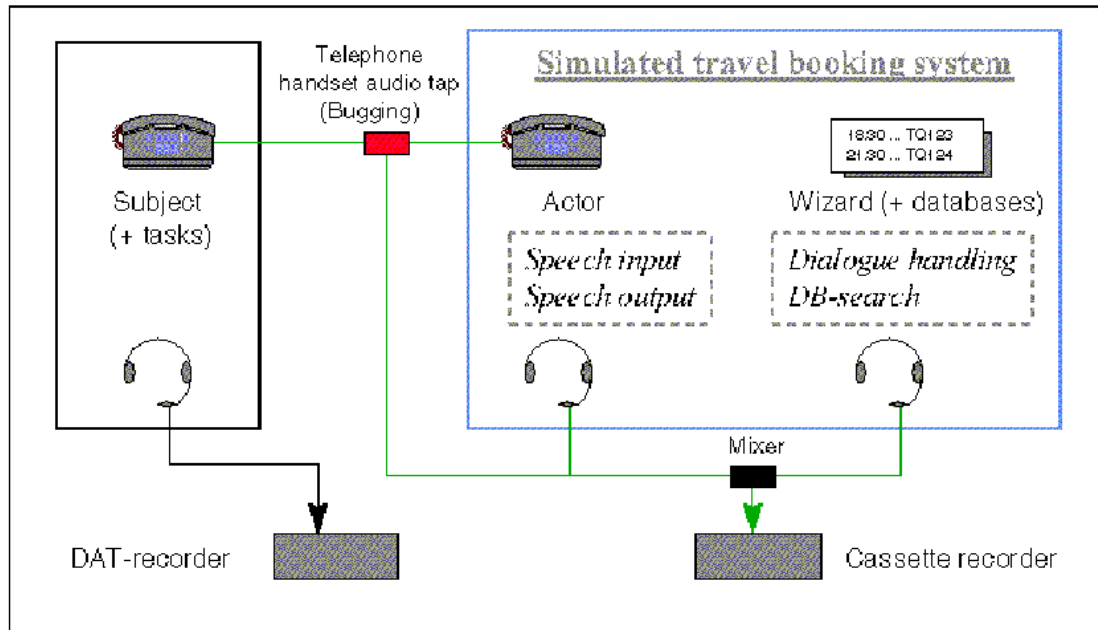 Telephone
handset audio tap
(Bugging)
Simulated travel booking system
18.30 ... TQ123
21.30 ... TQ124
Subject
(+ tasks)
Actor
Wizard (+ databases)
Speech input
Speech output
Dialogue handling
DB-search
Mixer
DAT-recorder
Cassette recorder